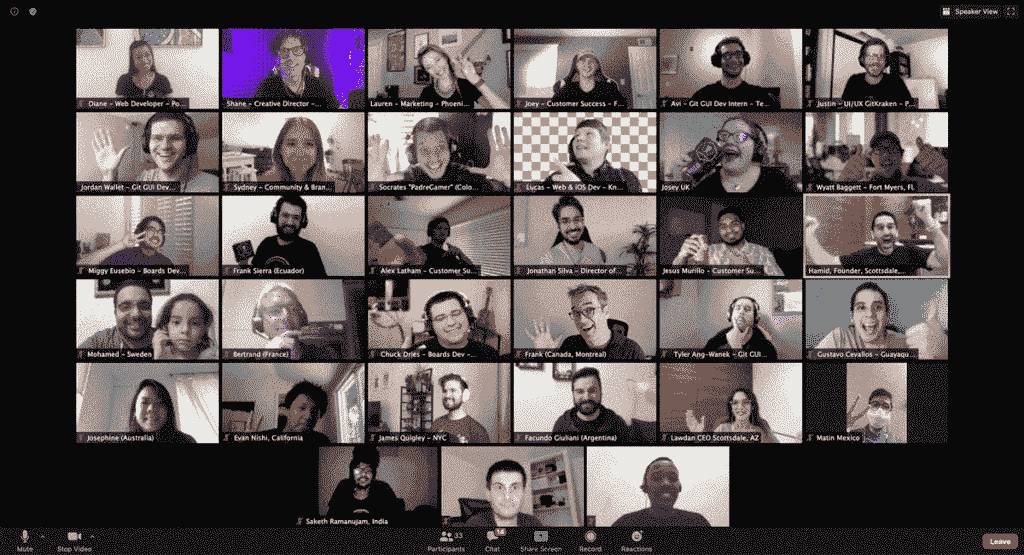 Speaker View
Diane - Web Developer - Po...
Shane - Creative Director -...
Lauren - Marketing - Phoeni...
Joey - Customer Success - F...
Avi - Git GUI Dev Intern - Te...
Justin - UI/UX GitKraken - P...
Jordan Wallet - Git GUI Dev...
Sydney - Community & Bran...
Socrates "PadreGamer" (Colo...
Lucas - Web & iOS Dev - Kn...
Josey UK
Wyatt Baggett - Fort Myers, FL
Miggy Eusebio - Boards Dev...
Frank Sierra (Ecuador)
Alex Latham - Customer Su...
Jonathan Silva - Director of...
Jesus Murillo - Customer Su...
Hamid, Founder, Scottsdale,...
Mohamed - Sweden
Bertrand (France)
Chuck Dries - Boards Dev -...
Frank (Canada, Montreal)
Tyler Ang-Wanek - Git GUI...
Gustavo Cevallos - Guayaqu...
Josephine (Australia)
Evan Nishi, California
James Quigley - NYC
Facundo Giuliani (Argentina)
Lawdan CEO Scottsdale, AZ
Matin Mexico
Saketh Ramanujam, India
Mute
Stop Video
Participants
33
Chat
14
Share Screen
Record
Reactions
Leave